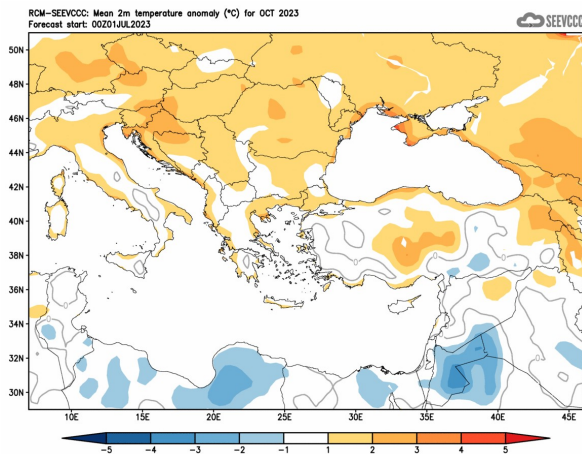 RCM-SEEVCCC: Mean 2m temperature anomaly (°C) for OCT 2023
Forecast start: 00Z01JUL2023
SEEVCCC
50N
48N
46N
44N
42N
40N
38N
36N
34N
32N
30N
10E 15E 20E 25E 30E 35E 40E 45E
-5 -4 -3 -2 -1 1 2 3 4 5